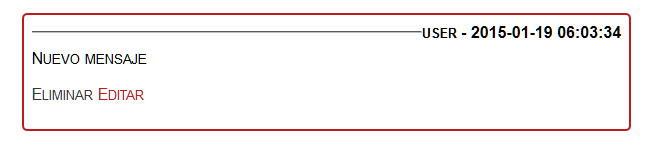 USER - 2015-01-19 06:03:34
NUEVO MENSAJE
ELIMINAR EDITAR